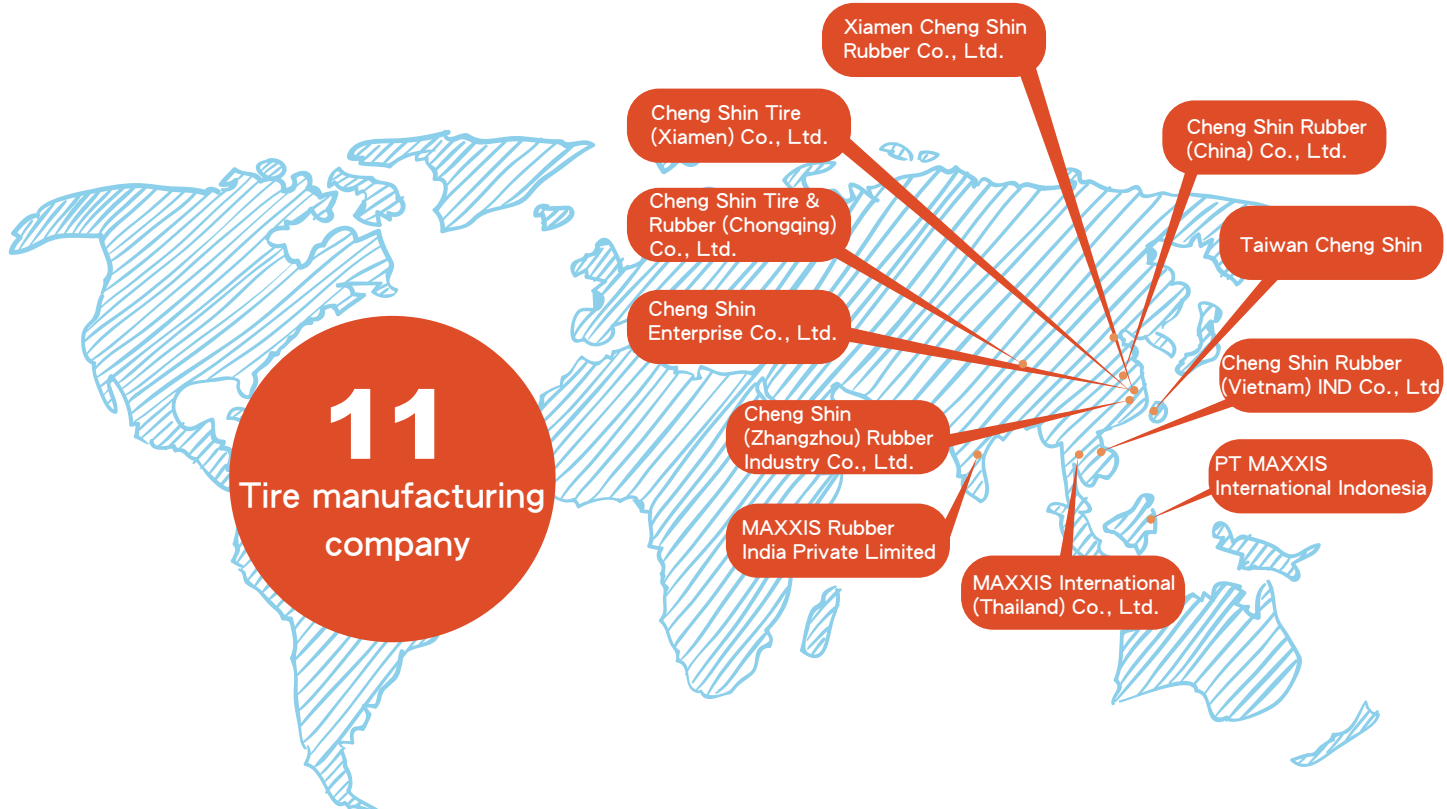 Xiamen Cheng Shin
Rubber Co., Ltd.
Cheng Shin Tire
(Xiamen) Co., Ltd.
Cheng Shin Rubber
(China) Co., Ltd.
Cheng Shin Tire &
Rubber (Chongqing)
Co., Ltd.
Taiwan Cheng Shin
Cheng Shin
Enterprise Co., Ltd.
Cheng Shin Rubber
(Vietnam) IND Co., Ltd
11
Tire manufacturing
company
Cheng Shin
(Zhangzhou) Rubber
Industry Co., Ltd.
PT MAXXIS
International Indonesia
MAXXIS Rubber
India Private Limited
MAXXIS International
(Thailand) Co., Ltd.